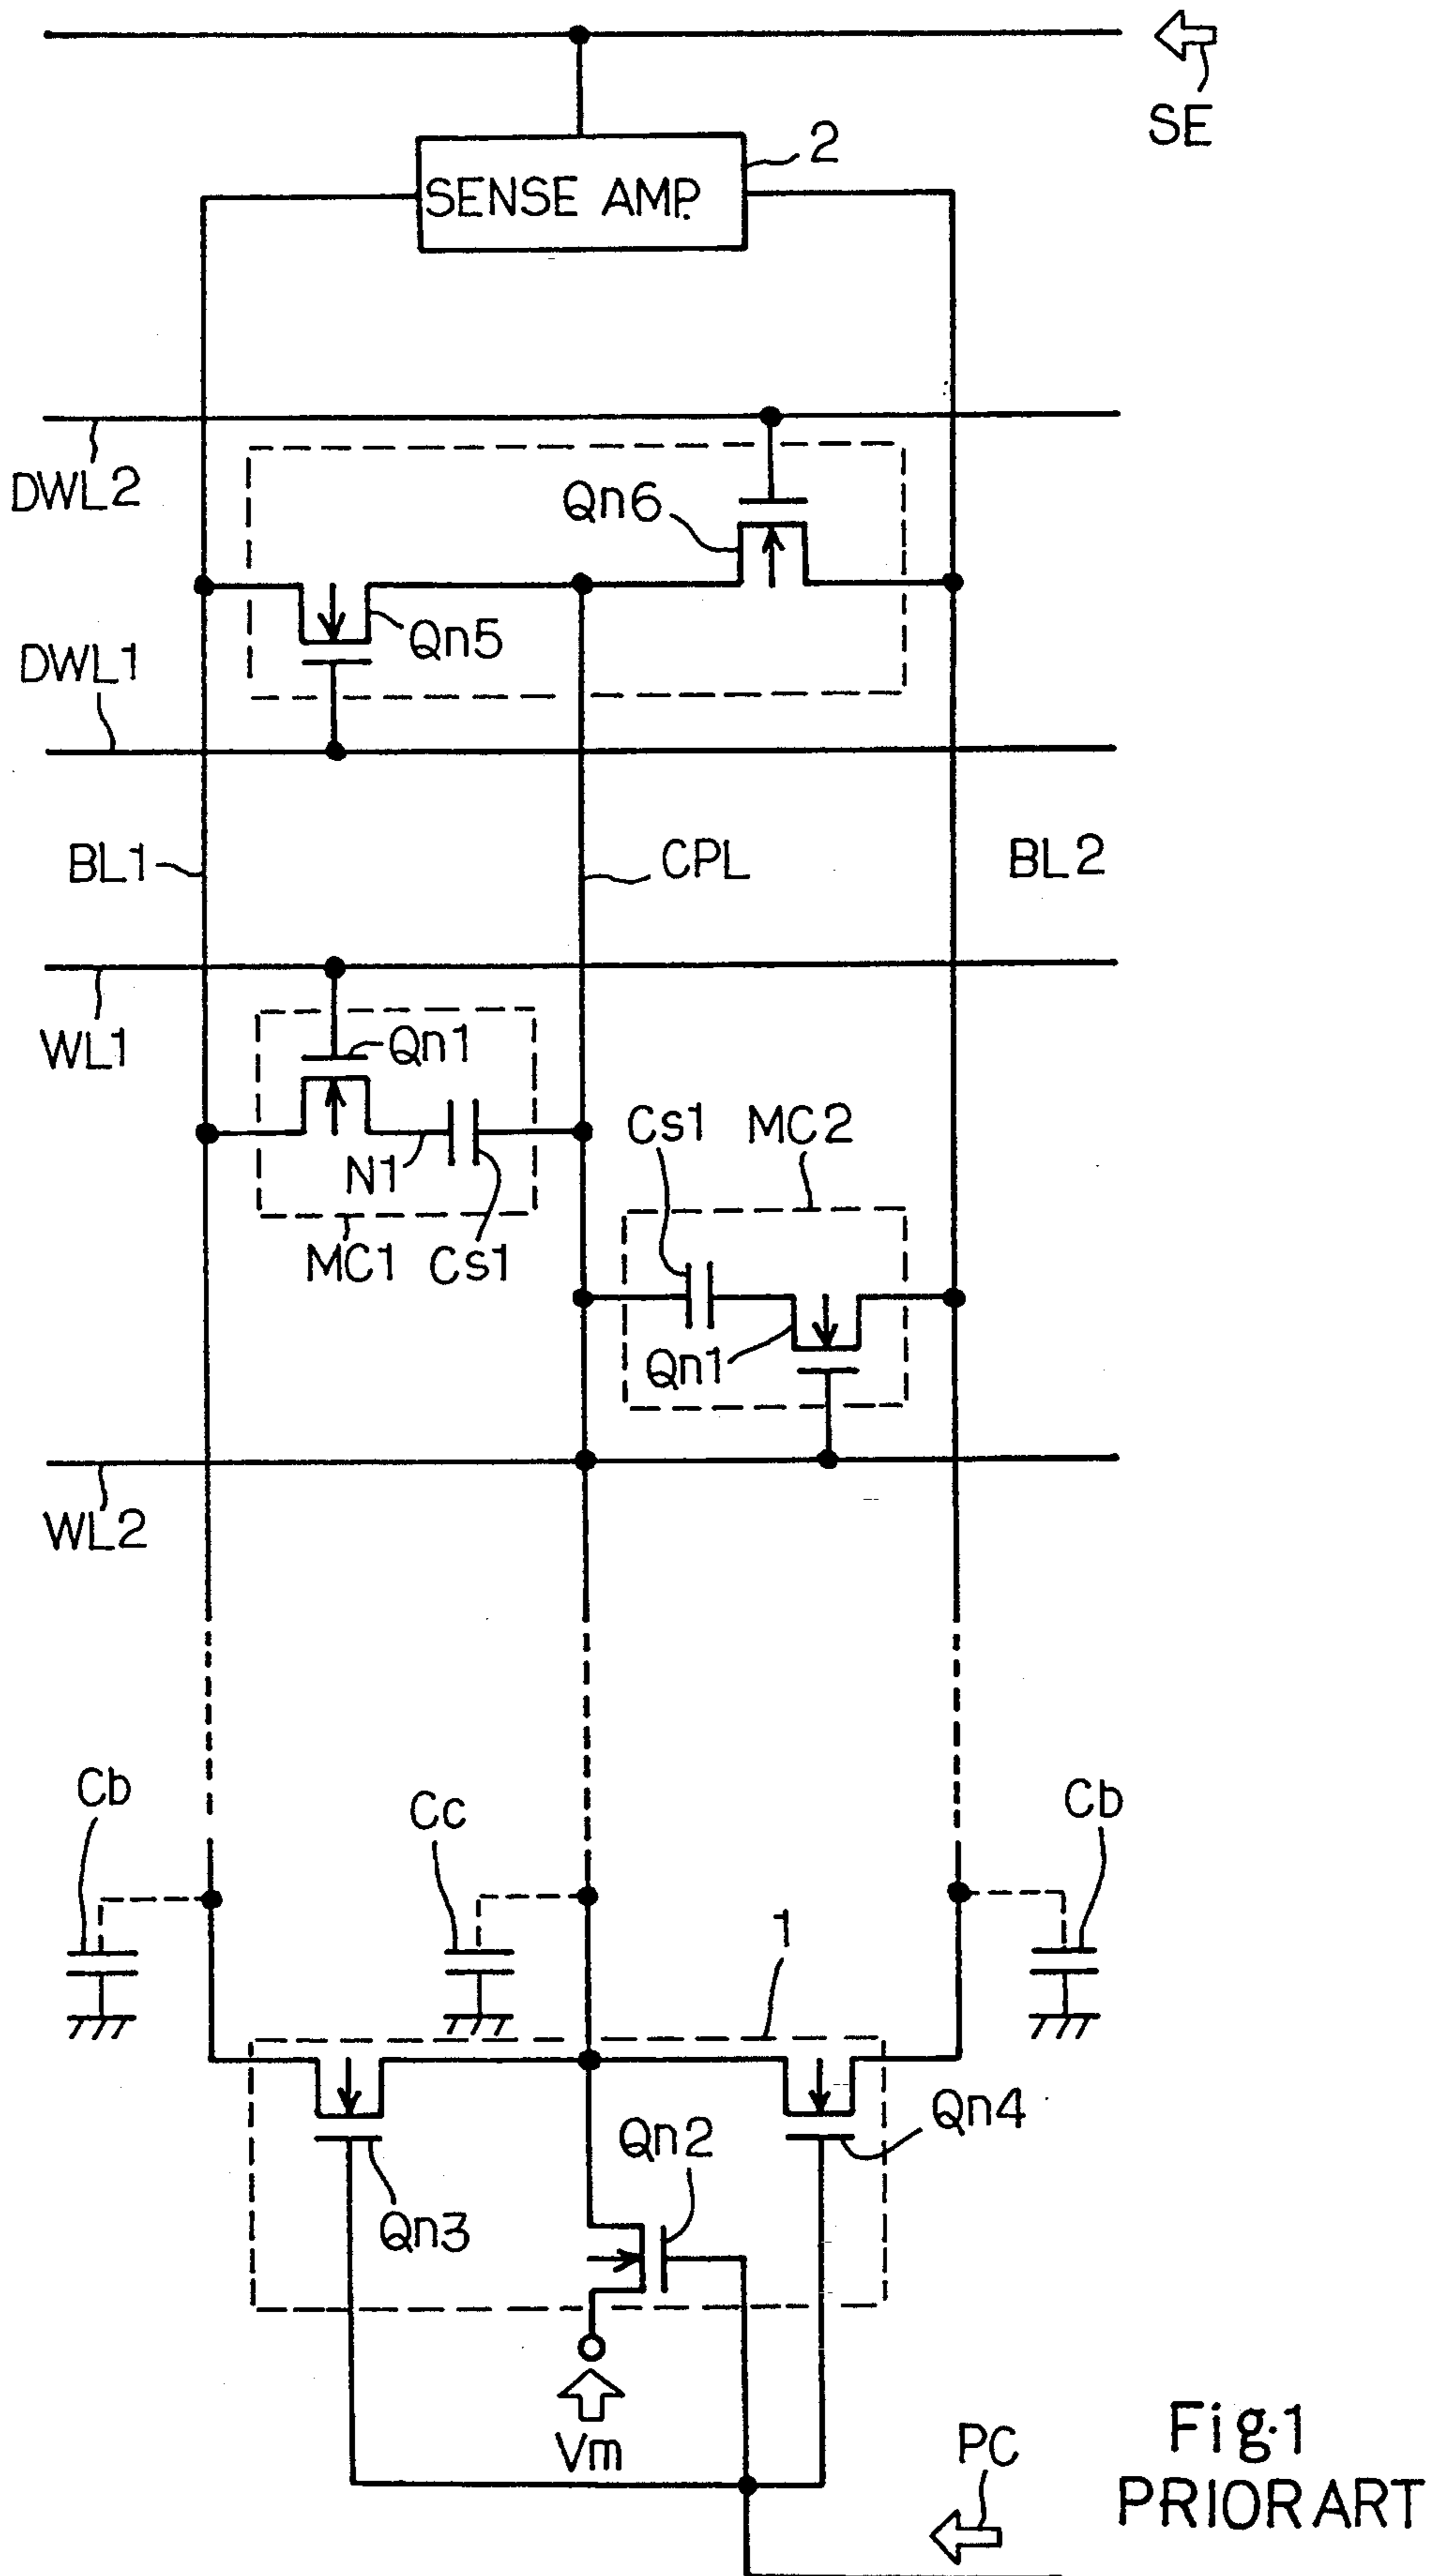 SE
2
SENSE AMP.
DWL2
Qn6
Qn5
DWL1
BL1
CPL
BL2
WL1
Qn1
N1
MC1
Cs1
Cs1
MC2
Qn1
WL2
Cb
Cc
Cb
1
Qn4
Qn2
Qn3
Vm
PC
Fig.1
PRIOR ART